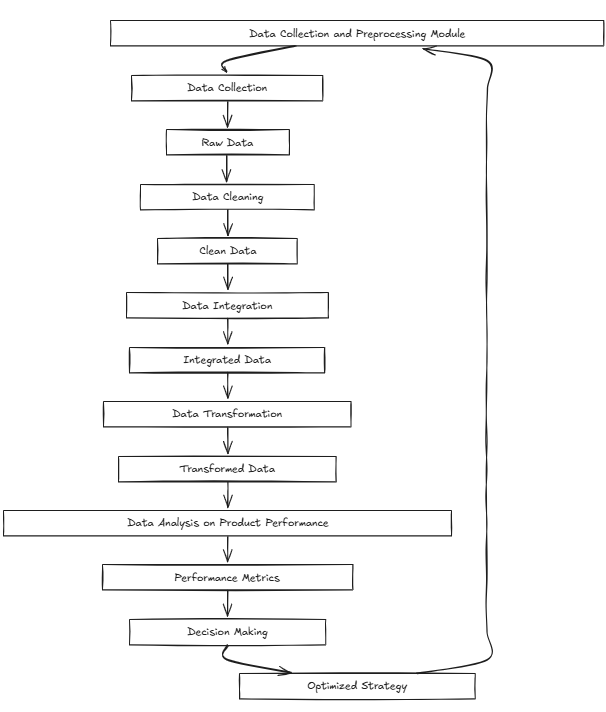 Data Collection and Preprocessing Module
Data Collection
Raw Data
Data Cleaning
Clean Data
Data Integration
Integrated Data
Data Transformation
Transformed Data
Data Analysis on Product Performance
Performance Metrics
Decision Making
Optimized Strategy